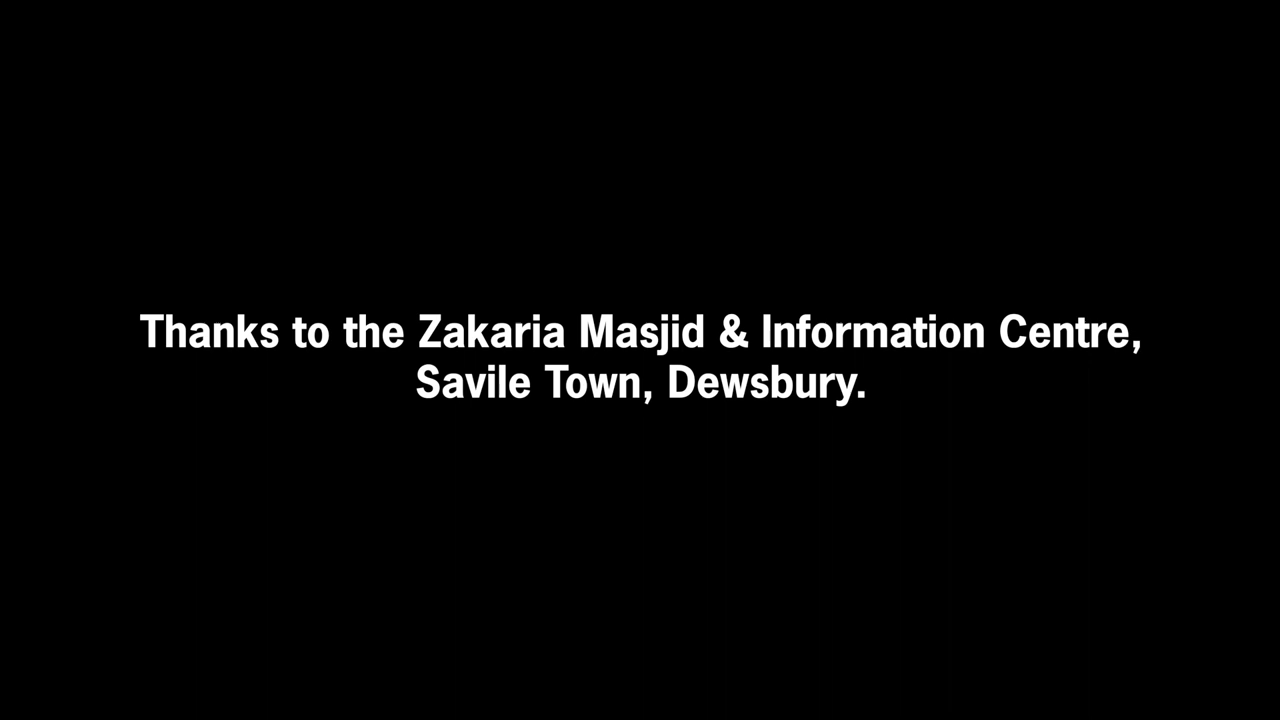 Thanks to the Zakaria Masjid & Information Centre,
Savile Town, Dewsbury.